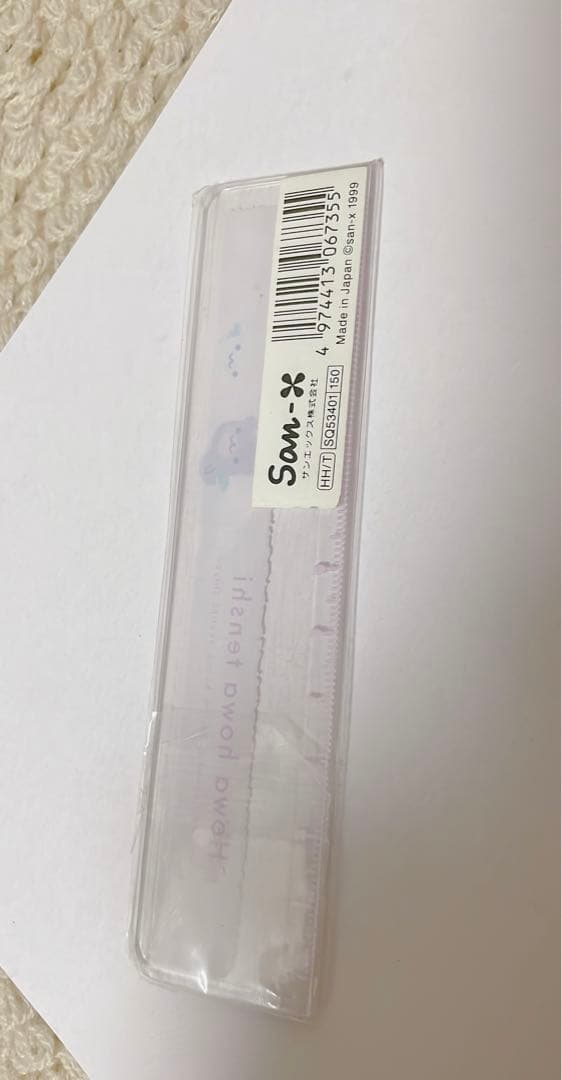 4 974413 067355
Made in Japan ©san-x 1999
San-X
サンエックス株式会社
HH/T SQ53401 150
Howa howa tenshi